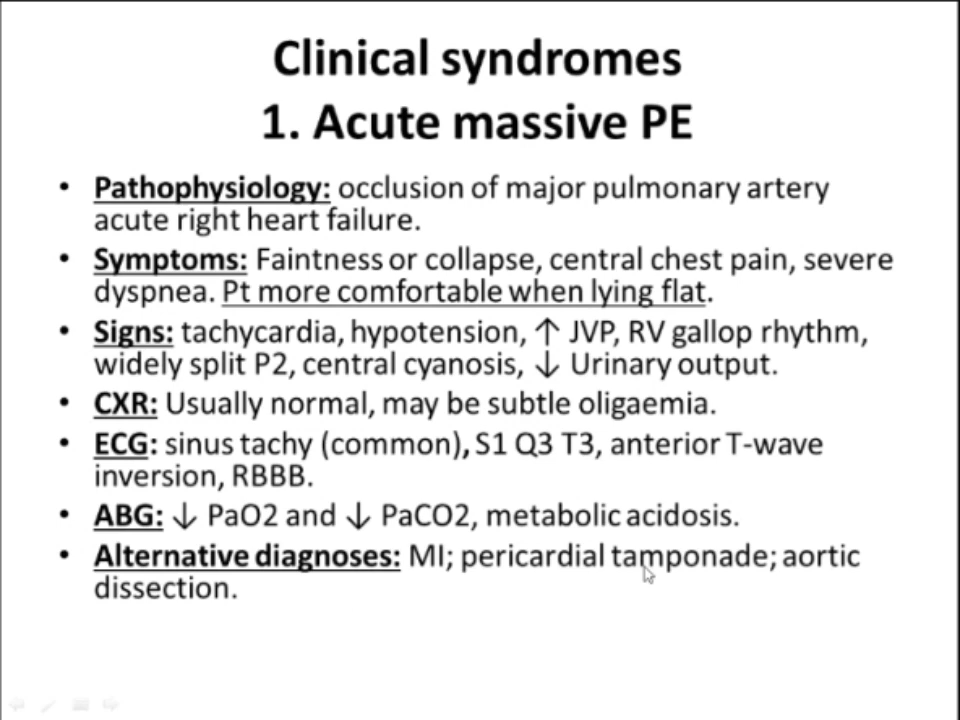 Clinical syndromes
1. Acute massive PE
• Pathophysiology: occlusion of major pulmonary artery
acute right heart failure.
• Symptoms: Faintness or collapse, central chest pain, severe
dyspnea. Pt more comfortable when lying flat.
• Signs: tachycardia, hypotension, ↑ JVP, RV gallop rhythm,
widely split P2, central cyanosis, ↓ Urinary output.
• CXR: Usually normal, may be subtle oligaemia.
• ECG: sinus tachy (common), S1 Q3 T3, anterior T-wave
inversion, RBBB.
• ABG: ↓ PaO2 and ↓ PaCO2, metabolic acidosis.
• Alternative diagnoses: MI; pericardial tamponade; aortic
dissection.